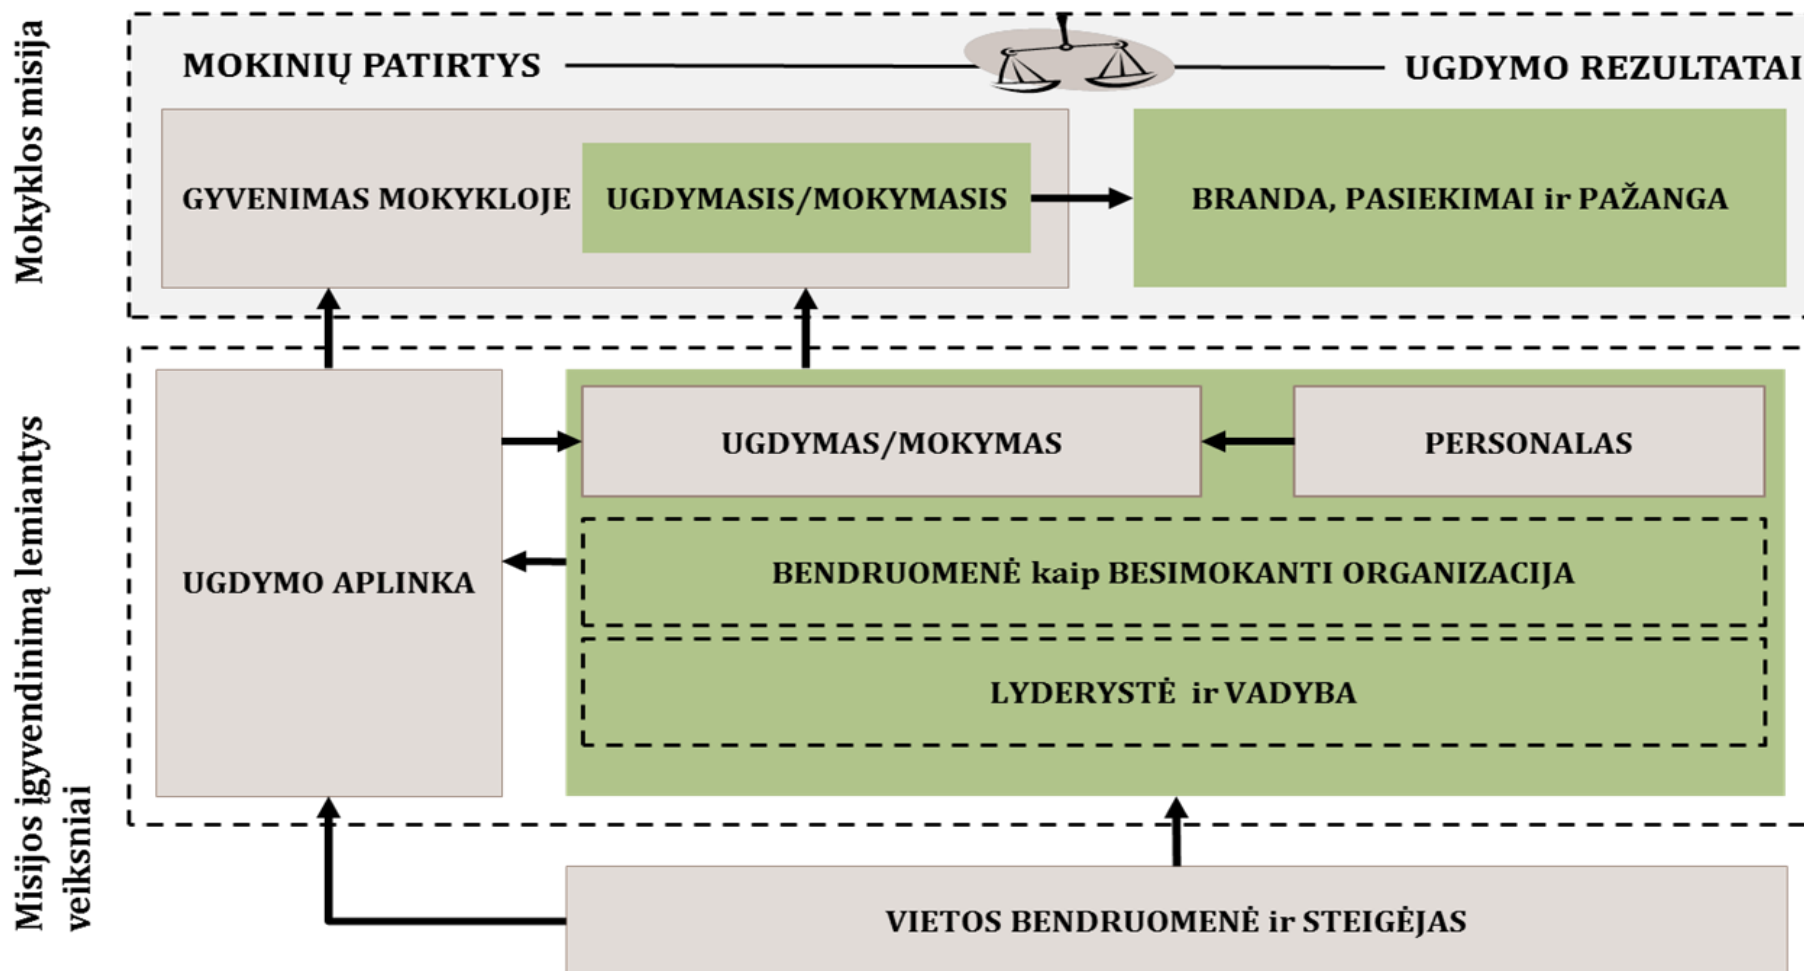 Mokyklos misija
MOKINIŲ PATIRTYS
UGDYMO REZULTATAI
GYVENIMAS MOKYKLOJE
UGDYMASIS/MOKYMASIS
BRANDA, PASIEKIMAI ir PAŽANGA
Misijos įgyvendinimą lemiantys
veiksniai
UGDYMO APLINKA
UGDYMAS/MOKYMAS
PERSONALAS
BENDRUOMENĖ kaip BESIMOKANTI ORGANIZACIJA
LYDERYSTĖ ir VADYBA
VIETOS BENDRUOMENĖ ir STEIGĖJAS